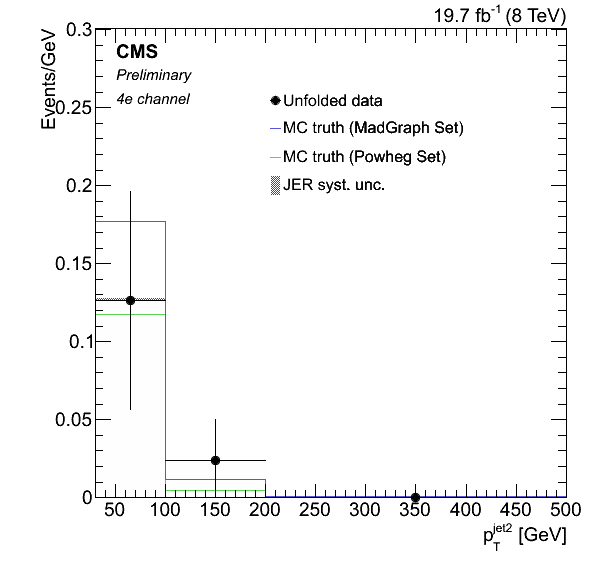 19.7 fb⁻¹ (8 TeV)
Events/GeV
0.3
0.25
0.2
0.15
0.1
0.05
0
CMS
Preliminary
4e channel
Unfolded data
MC truth (MadGraph Set)
MC truth (Powheg Set)
JER syst. unc.
50 100 150 200 250 300 350 400 450 500
p_T^jet2 [GeV]